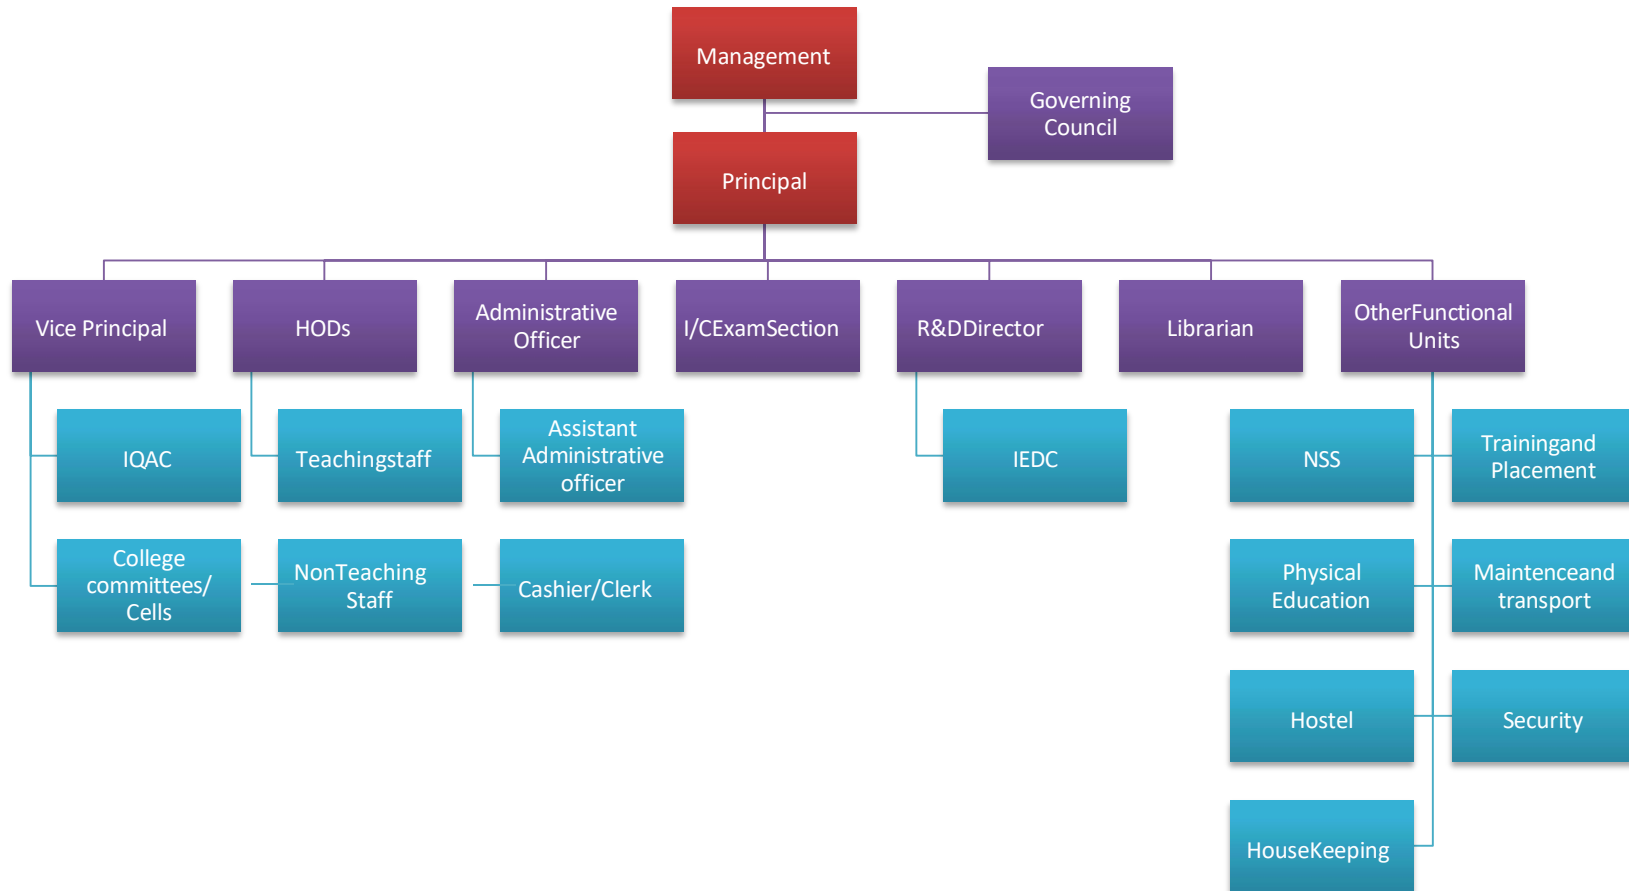 Management
Governing
Council
Principal
Vice Principal
HODs
Administrative
Officer
I/CExamSection
R&DDirector
Librarian
OtherFunctional
Units
IQAC
Teachingstaff
Assistant
Administrative
officer
IEDC
NSS
Trainingand
Placement
College
committees/
Cells
NonTeaching
Staff
Cashier/Clerk
Physical
Education
Maintenceand
transport
Hostel
Security
HouseKeeping